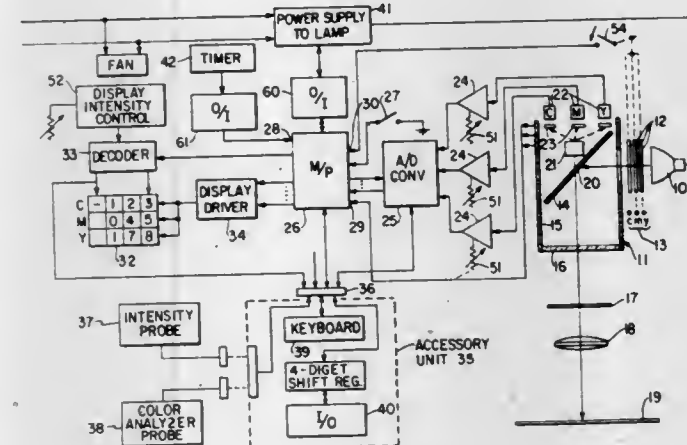 41
POWER SUPPLY
TO LAMP
54
FAN
42
TIMER
52
DISPLAY
INTENSITY
CONTROL
O/I
61
60
O/I
30
27
24
22
C
M
Y
12
28
51
23
21
33
DECODER
M/P
A/D
CONV
24
20
10
14
C
-
1
2
3
M
0
4
5
Y
1
7
8
32
DISPLAY
DRIVER
34
26
29
25
51
24
15
c m y
13
16
11
51
36
17
37
INTENSITY
PROBE
KEYBOARD
39
ACCESSORY
UNIT 35
18
4-DIGET
SHIFT REG.
38
COLOR
ANALYZER
PROBE
I/O
40
19